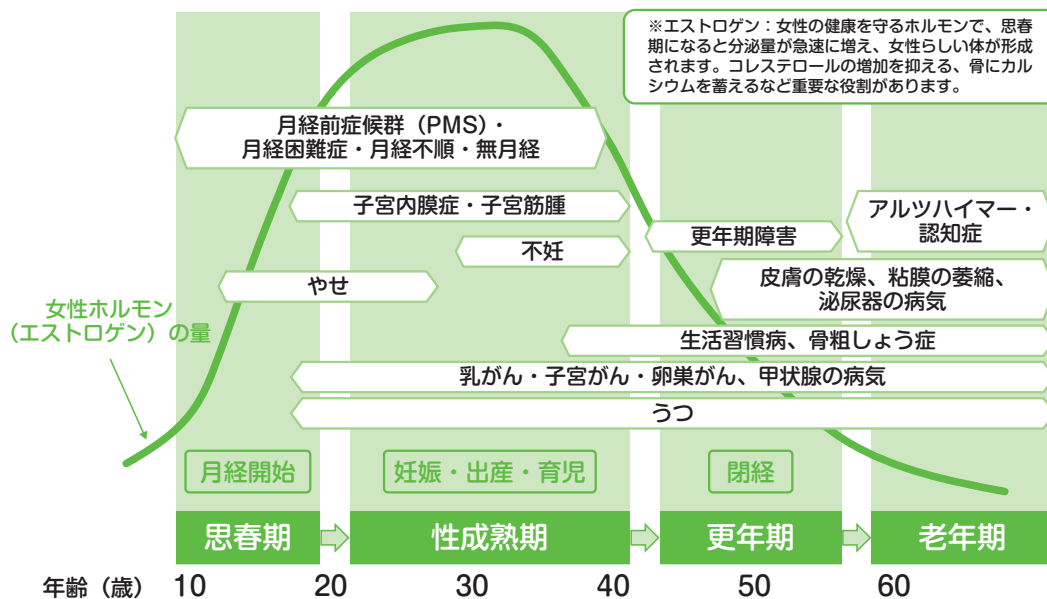 ※エストロゲン：女性の健康を守るホルモンで、思春
期になると分泌量が急速に増え、女性らしい体が形成
されます。コレステロールの増加を抑える、骨にカル
シウムを蓄えるなど重要な役割があります。
月経前症候群（PMS）・
月経困難症・月経不順・無月経
子宮内膜症・子宮筋腫
アルツハイマー・
認知症
不妊
更年期障害
やせ
皮膚の乾燥、粘膜の萎縮、
泌尿器の病気
女性ホルモン
（エストロゲン）の量
生活習慣病、骨粗しょう症
乳がん・子宮がん・卵巣がん、甲状腺の病気
うつ
月経開始
妊娠・出産・育児
閉経
思春期
性成熟期
更年期
老年期
年齢（歳） 10 20 30 40 50 60